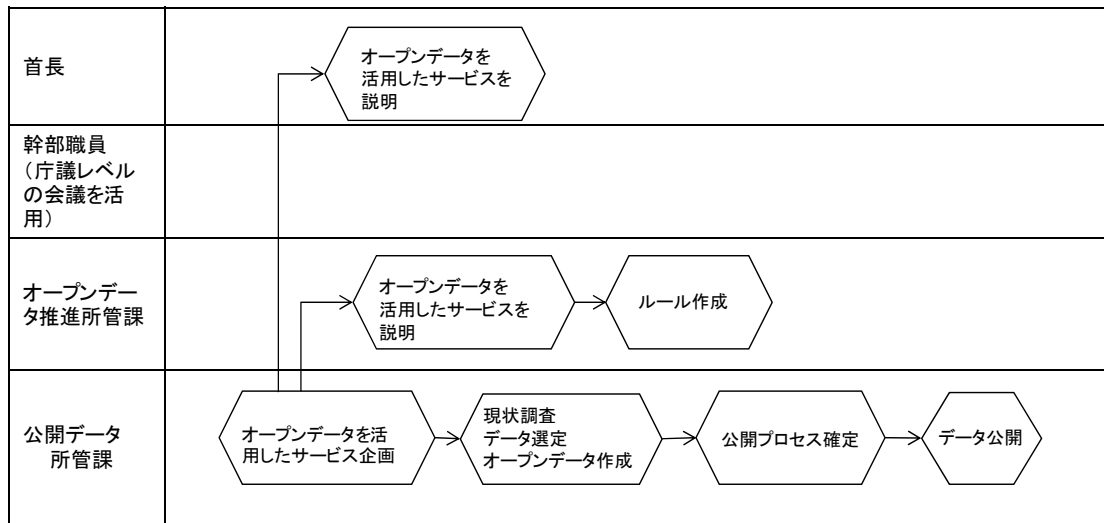 首長
オープンデータを
活用したサービスを
説明
幹部職員
（庁議レベル
の会議を活
用）
オープンデー
タ推進所管課
オープンデータを
活用したサービスを
説明
ルール作成
公開データ
所管課
オープンデータを活
用したサービス企画
現状調査
データ選定
オープンデータ作成
公開プロセス確定
データ公開